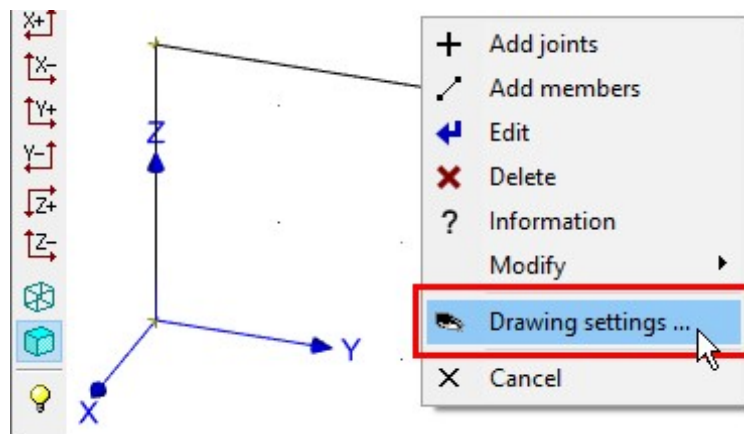 X+
X-
Y+
Y-
Z+
Z-
Z
Y
X
Add joints
Add members
Edit
Delete
? Information
Modify
Drawing settings ...
Cancel